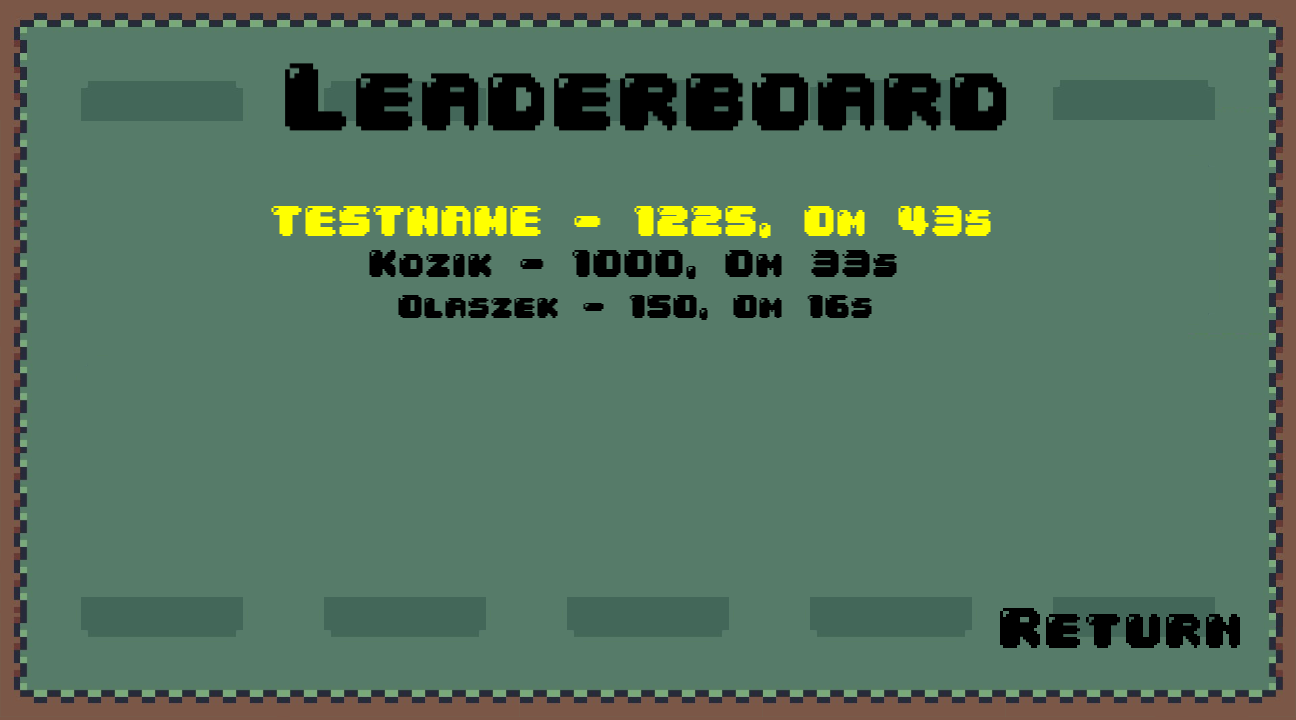 Leaderboard
TESTNAME - 1225, 0m 43s
Kozik - 1000, 0m 33s
Olaszek - 150, 0m 16s
Return